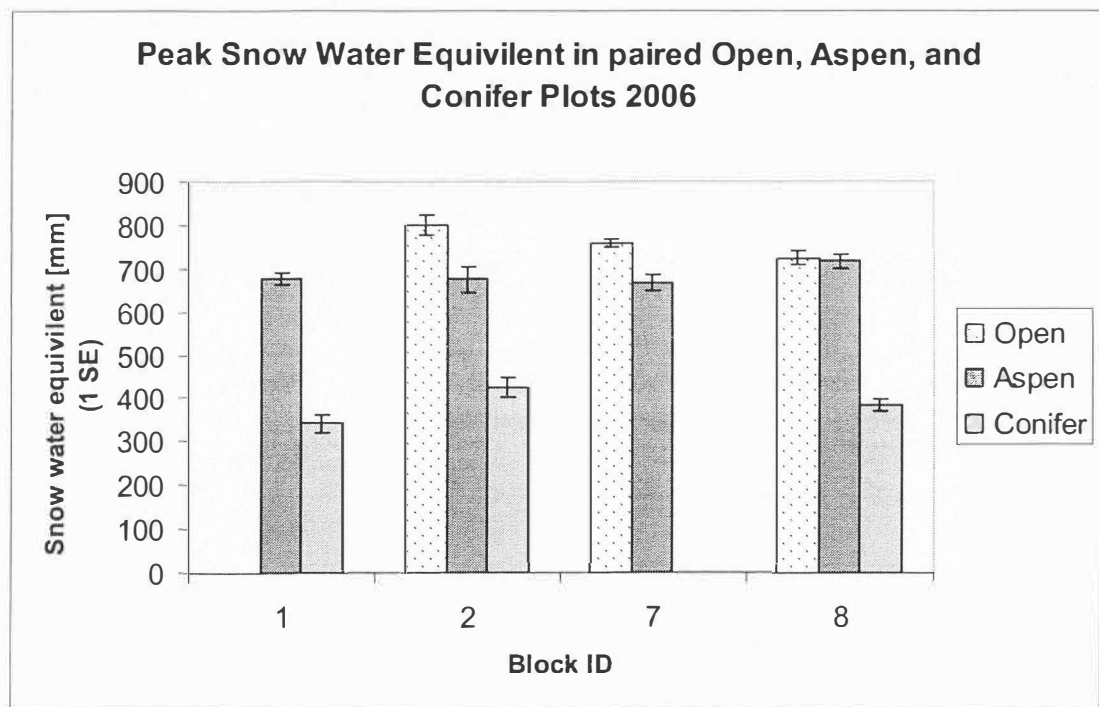 Peak Snow Water Equivilent in paired Open, Aspen, and
Conifer Plots 2006
Snow water equivilent [mm]
(1 SE)
900
800
700
600
500
400
300
200
100
0
1 2 7 8
Block ID
Open
Aspen
Conifer